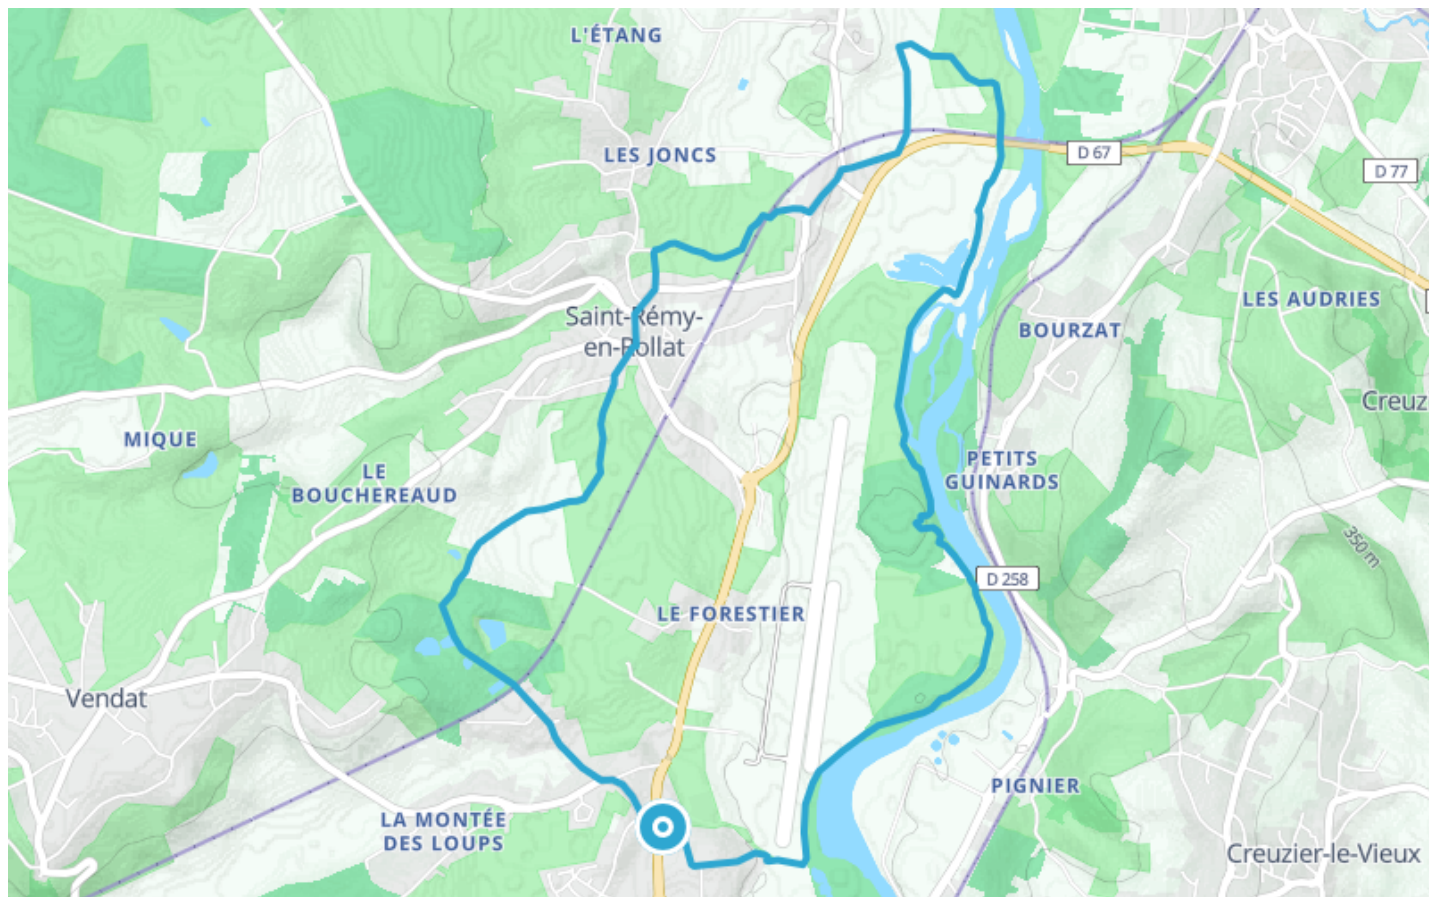 L'ÉTANG
LES JONCS
D 67
D 77
Saint-Rémy-
en-Rollat
LES AUDRIES
BOURZAT
Creuz
MIQUE
LE
BOUCHEREAUD
PETITS
GUINARDS
350 m
D 258
LE FORESTIER
Vendat
PIGNIER
LA MONTÉE
DES LOUPS
Creuzier-le-Vieux